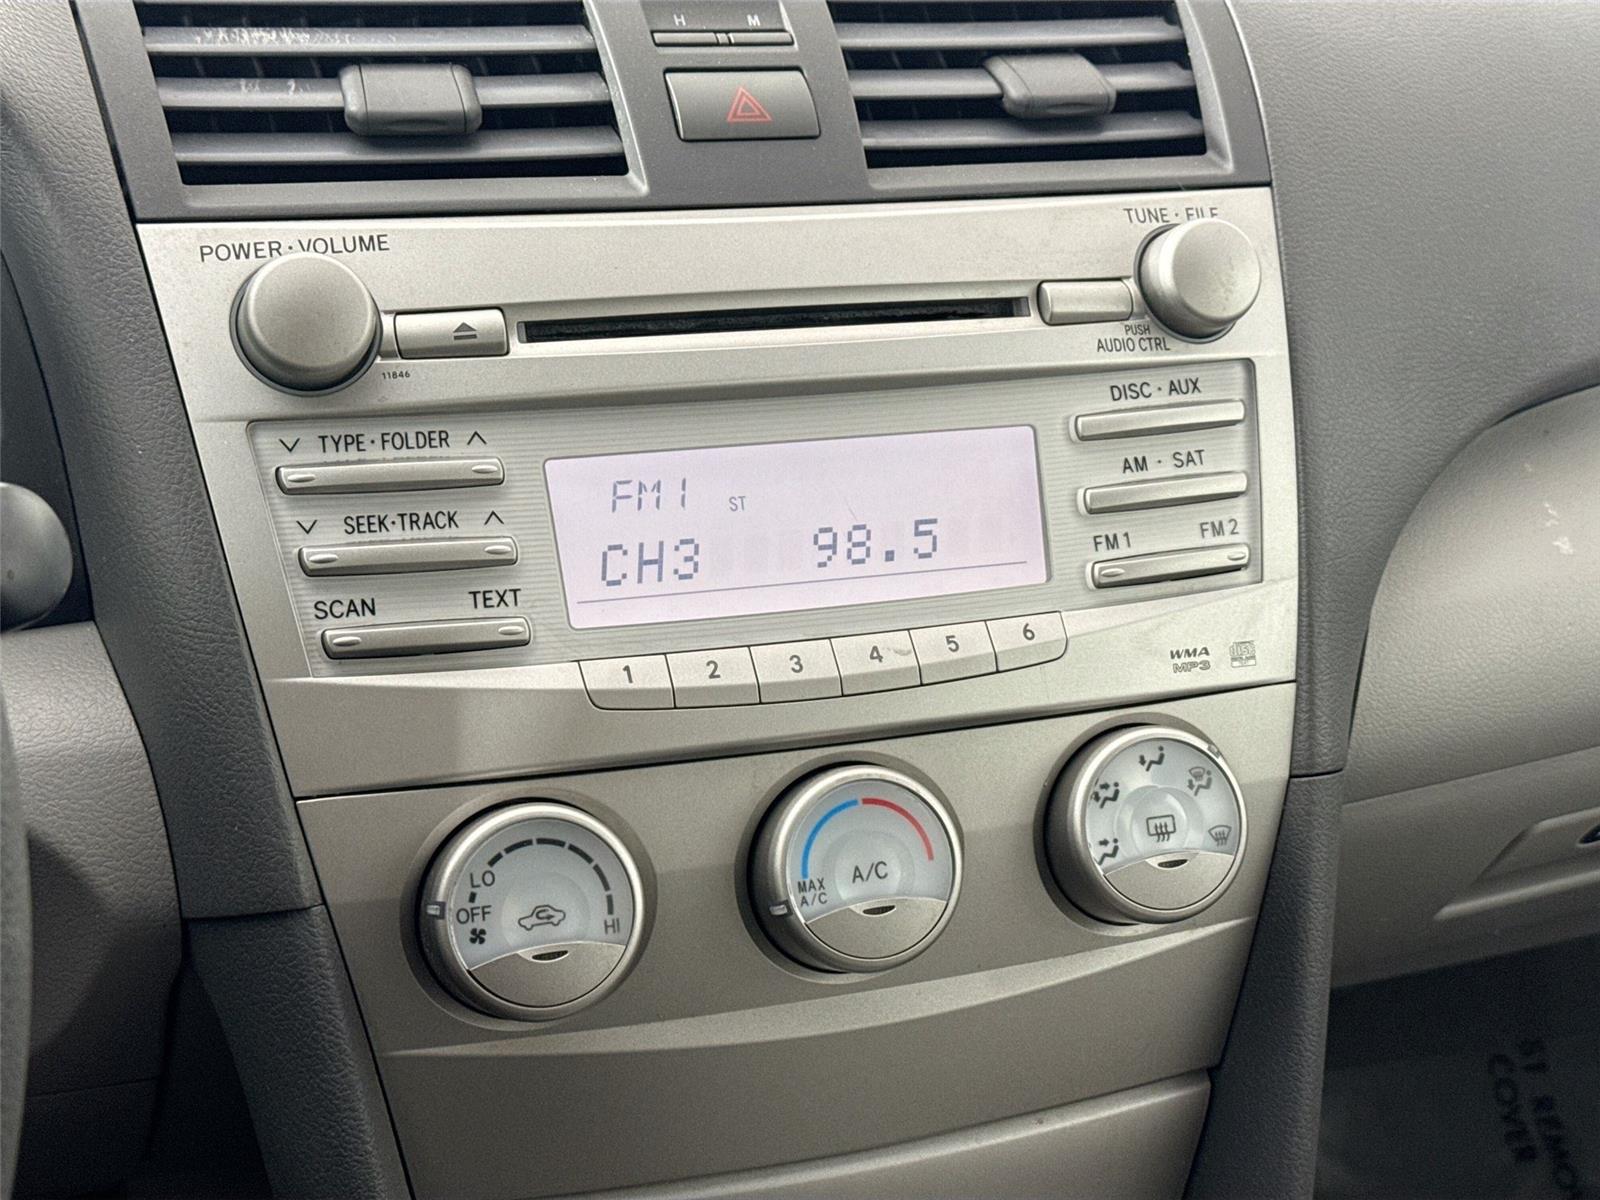 H M
POWER·VOLUME
TUNE·FILE
PUSH
AUDIO CTRL
11846
DISC·AUX
TYPE·FOLDER
AM·SAT
SEEK·TRACK
FM1 FM2
SCAN TEXT
FM1 ST
CH3 98.5
1 2 3 4 5 6
WMA
MP3
LO
OFF
HI
MAX
A/C
A/C
COVER